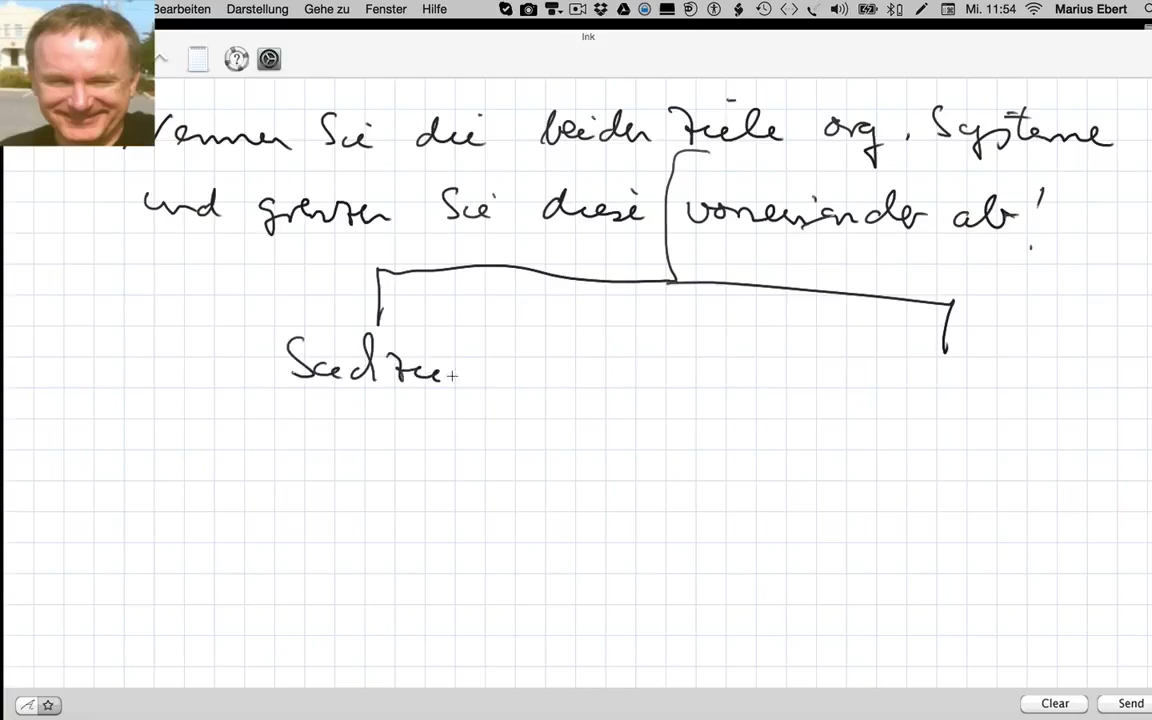 Bearbeiten Darstellung Gehe zu Fenster Hilfe Mi. 11:54 Marius Ebert
Ink
Nennen Sie die beiden Ziele org. Systeme
und grenzen Sie diese voneinander ab!
Sachzie
Clear Send